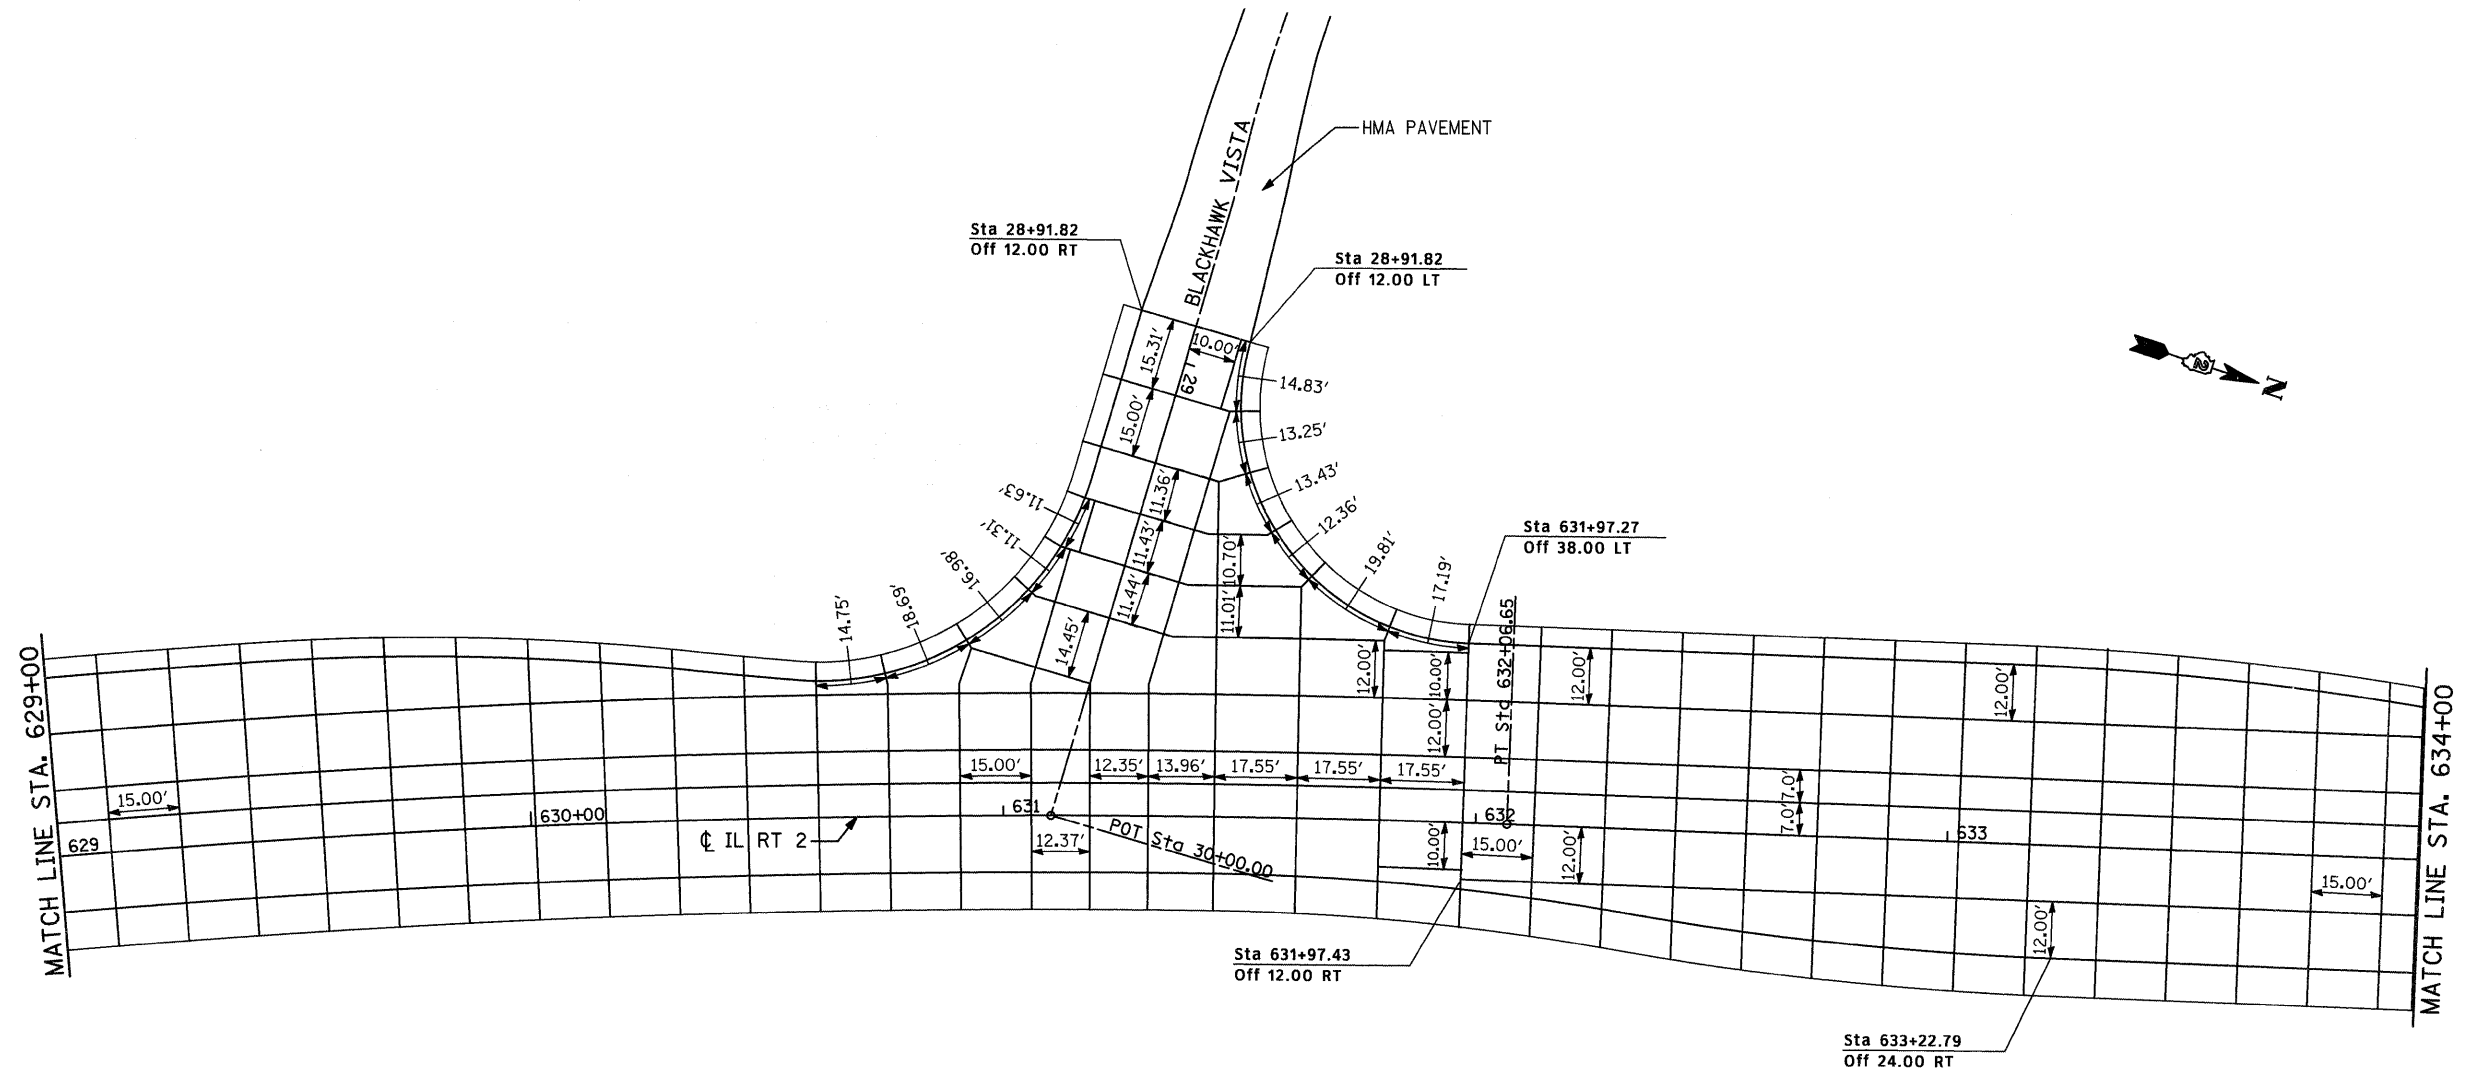 HMA PAVEMENT
BLACKHAWK VISTA
Sta 28+91.82
Off 12.00 RT
Sta 28+91.82
Off 12.00 LT
15.31'
10.00'
29
14.83'
15.00'
13.25'
N
2
11.36'
13.43'
11.63'
12.36'
11.43'
11.31'
10.70'
19.81'
Sta 631+97.27
Off 38.00 LT
16.98'
11.44'
11.01'
17.19'
18.69'
14.75'
14.45'
12.00'
10.00'
PT Sta 632+06.65
12.00'
12.00'
12.00'
MATCH LINE STA. 629+00
MATCH LINE STA. 634+00
15.00'
15.00'
12.35'
13.96'
17.55'
17.55'
17.55'
7.0'
7.0'
629
630+00
631
632
633
℄ IL RT 2
12.37'
POT Sta 30+00.00
10.00'
15.00'
12.00'
15.00'
12.00'
Sta 631+97.43
Off 12.00 RT
Sta 633+22.79
Off 24.00 RT